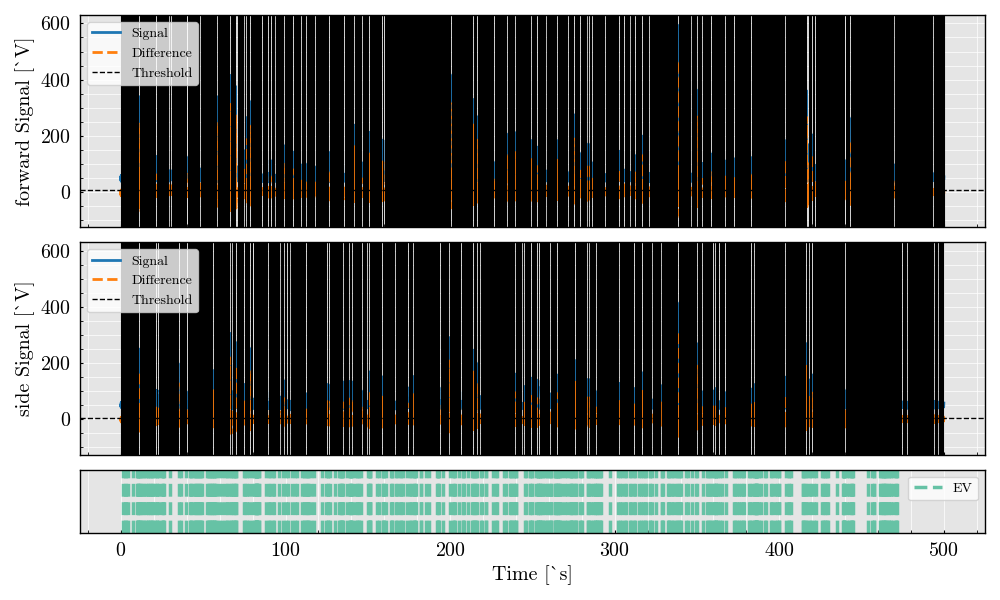 600
400
200
0
forward Signal [`V]
Signal
Difference
Threshold
600
400
200
0
side Signal [`V]
Signal
Difference
Threshold
EV
0 100 200 300 400 500
Time [`s]